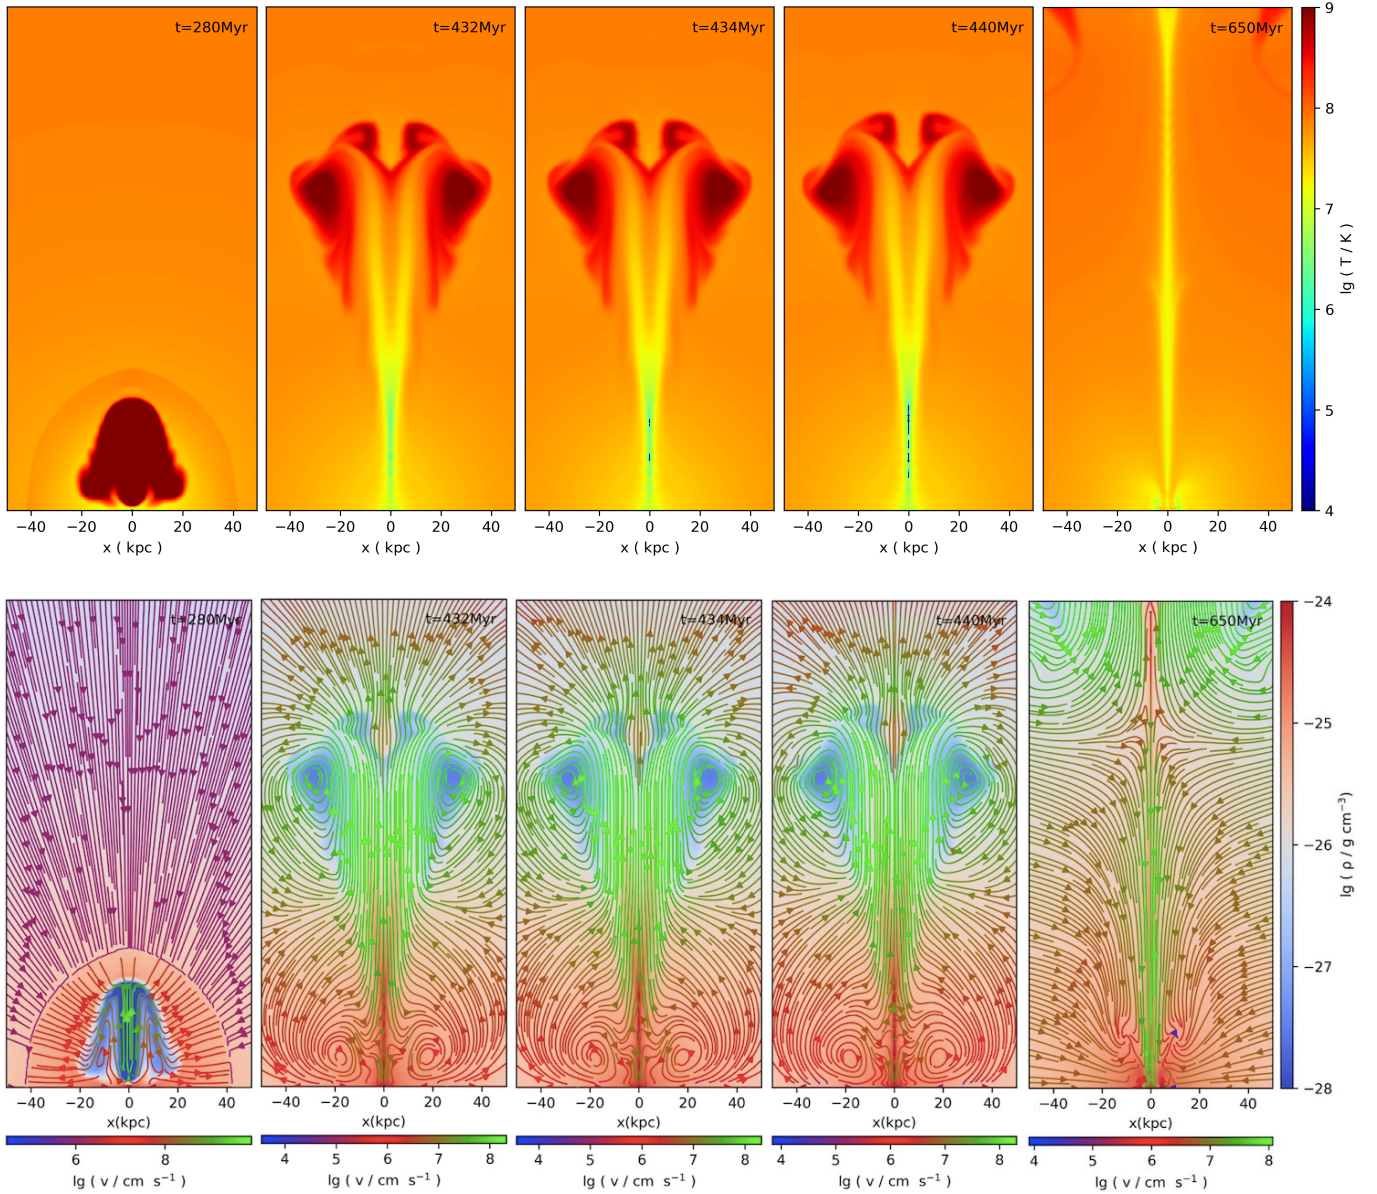 t=280Myr t=432Myr t=434Myr t=440Myr t=650Myr
9
8
7
6
5
4
lg ( T / K )
−40 −20 0 20 40 −40 −20 0 20 40 −40 −20 0 20 40 −40 −20 0 20 40 −40 −20 0 20 40
x ( kpc ) x ( kpc ) x ( kpc ) x ( kpc ) x ( kpc )
t=280Myr t=432Myr t=434Myr t=440Myr t=650Myr
−24
−25
−26
−27
−28
lg ( ρ / g cm⁻³)
−40 −20 0 20 40 −40 −20 0 20 40 −40 −20 0 20 40 −40 −20 0 20 40 −40 −20 0 20 40
x(kpc) x(kpc) x(kpc) x(kpc) x(kpc)
6 7 8 4 5 6 7 8 4 5 6 7 8 4 5 6 7 8 4 5 6 7 8
lg ( v / cm s⁻¹) lg ( v / cm s⁻¹) lg ( v / cm s⁻¹) lg ( v / cm s⁻¹) lg ( v / cm s⁻¹)